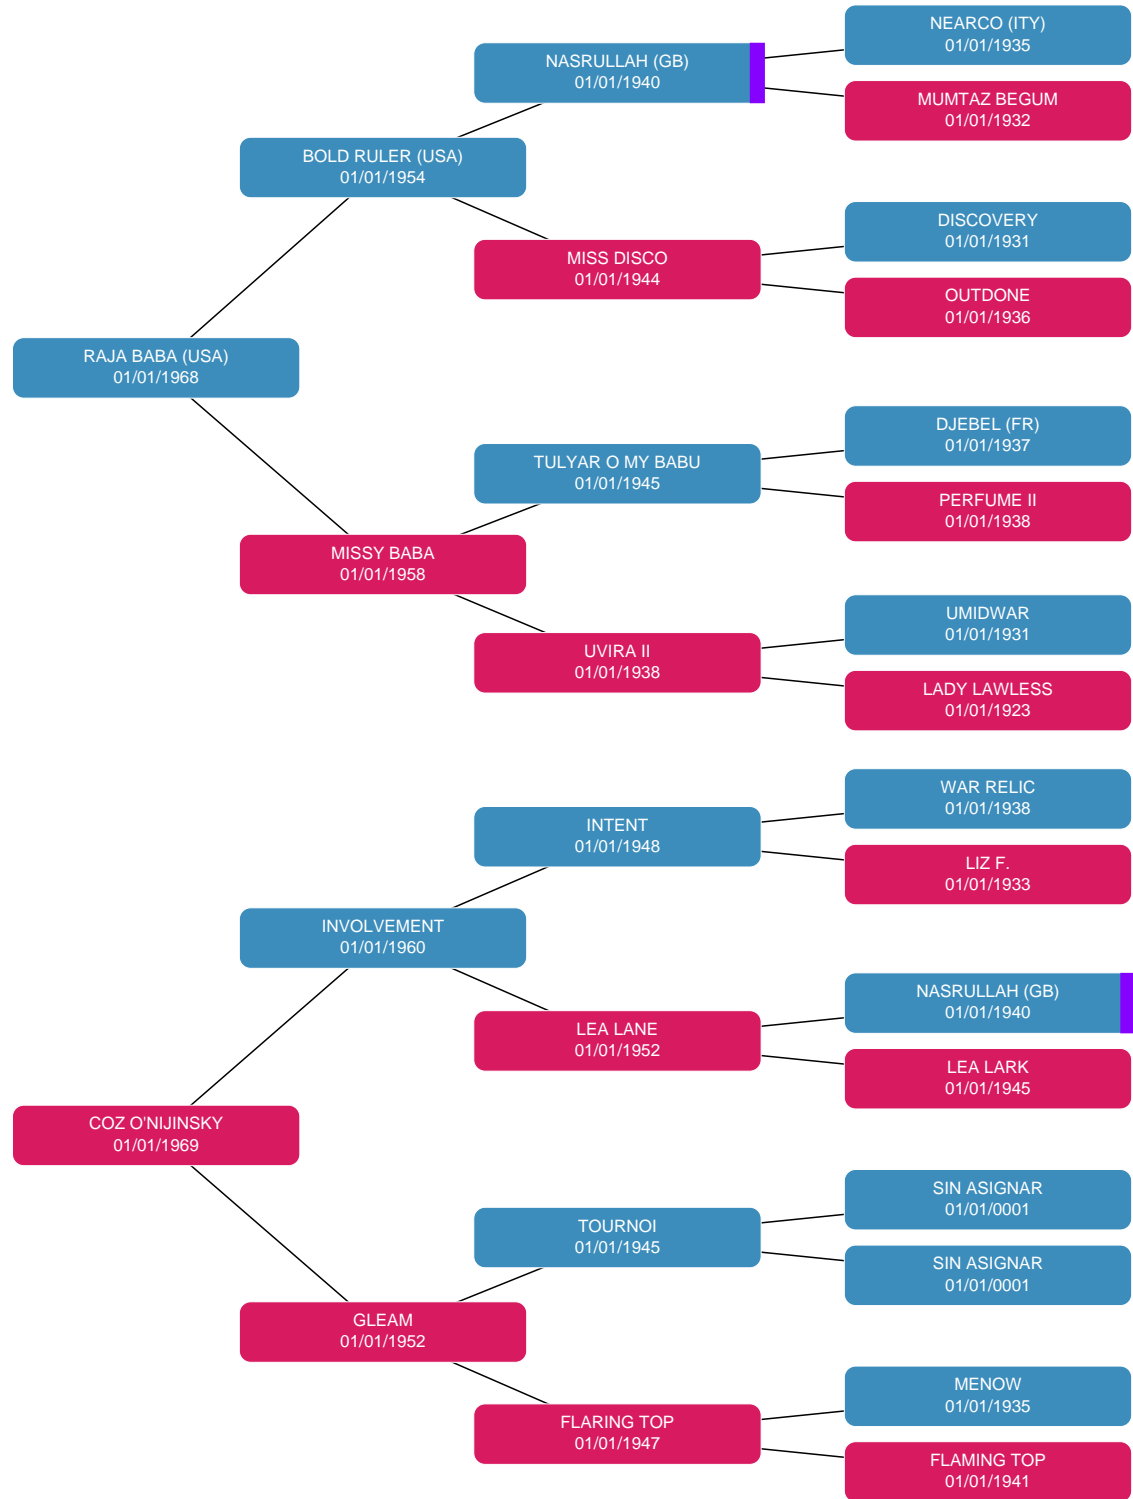 NEARCO (ITY)
01/01/1935
NASRULLAH (GB)
01/01/1940
MUMTAZ BEGUM
01/01/1932
BOLD RULER (USA)
01/01/1954
DISCOVERY
01/01/1931
MISS DISCO
01/01/1944
OUTDONE
01/01/1936
RAJA BABA (USA)
01/01/1968
DJEBEL (FR)
01/01/1937
TULYAR O MY BABU
01/01/1945
PERFUME II
01/01/1938
MISSY BABA
01/01/1958
UMIDWAR
01/01/1931
UVIRA II
01/01/1938
LADY LAWLESS
01/01/1923
WAR RELIC
01/01/1938
INTENT
01/01/1948
LIZ F.
01/01/1933
INVOLVEMENT
01/01/1960
NASRULLAH (GB)
01/01/1940
LEA LANE
01/01/1952
LEA LARK
01/01/1945
COZ O'NIJINSKY
01/01/1969
SIN ASIGNAR
01/01/0001
TOURNOI
01/01/1945
SIN ASIGNAR
01/01/0001
GLEAM
01/01/1952
MENOW
01/01/1935
FLARING TOP
01/01/1947
FLAMING TOP
01/01/1941